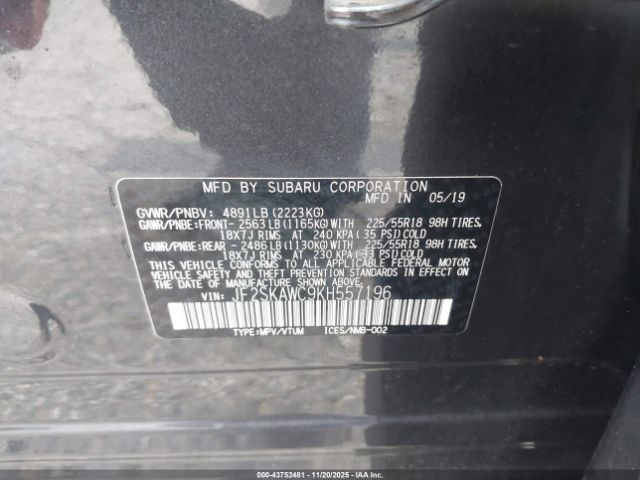 MFD BY SUBARU CORPORATION
MFD IN 05/19
GVWR/PNBV: 4891LB(2223KG)
GAWR/PNBE:FRONT- 2563LB(1165KG)WITH 225/55R18 98H TIRES,
18X7J RIMS AT 240 KPA( 35 PSI)COLD
GAWR/PNBE:REAR - 2486LB(1130KG)WITH 225/55R18 98H TIRES,
18X7J RIMS AT 230 KPA( 33 PSI)COLD
THIS VEHICLE CONFORMS TO ALL APPLICABLE FEDERAL MOTOR
VEHICLE SAFETY AND THEFT PREVENTION STANDARDS IN EFFECT ON
THE DATE OF MANUFACTURE SHOWN ABOVE.
VIN: JF2SKAWC9KH557196
TYPE:MPV/VTUM ICES/NMB-002
000-43752481 - 11/20/2025 - IAAI.COM